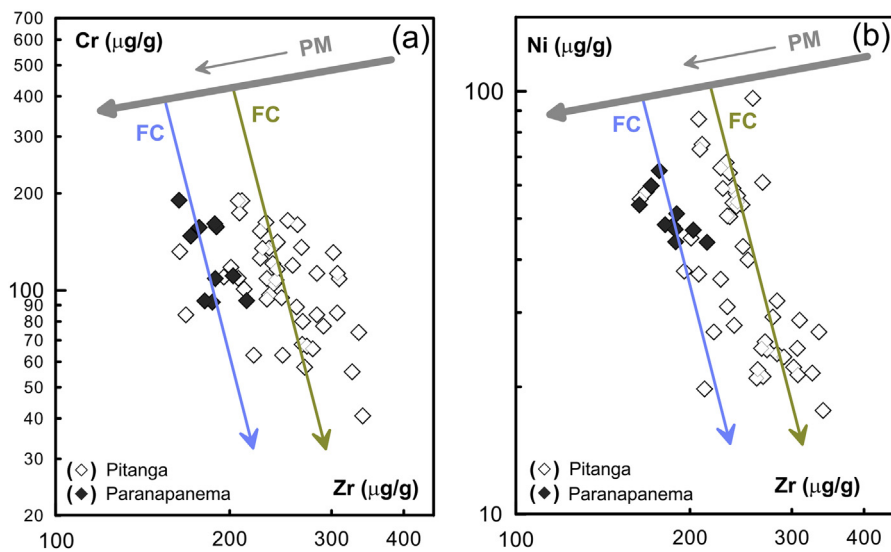 700
600
500
400
300
200
100
90
80
70
60
50
40
30
20
Cr (μg/g)
(a)
PM
FC
FC
(◇) Pitanga
(◆) Paranapanema
Zr (μg/g)
100
200
300
400
Ni (μg/g)
(b)
PM
100
10
FC
FC
(◇) Pitanga
(◆) Paranapanema
Zr (μg/g)
100
200
300
400